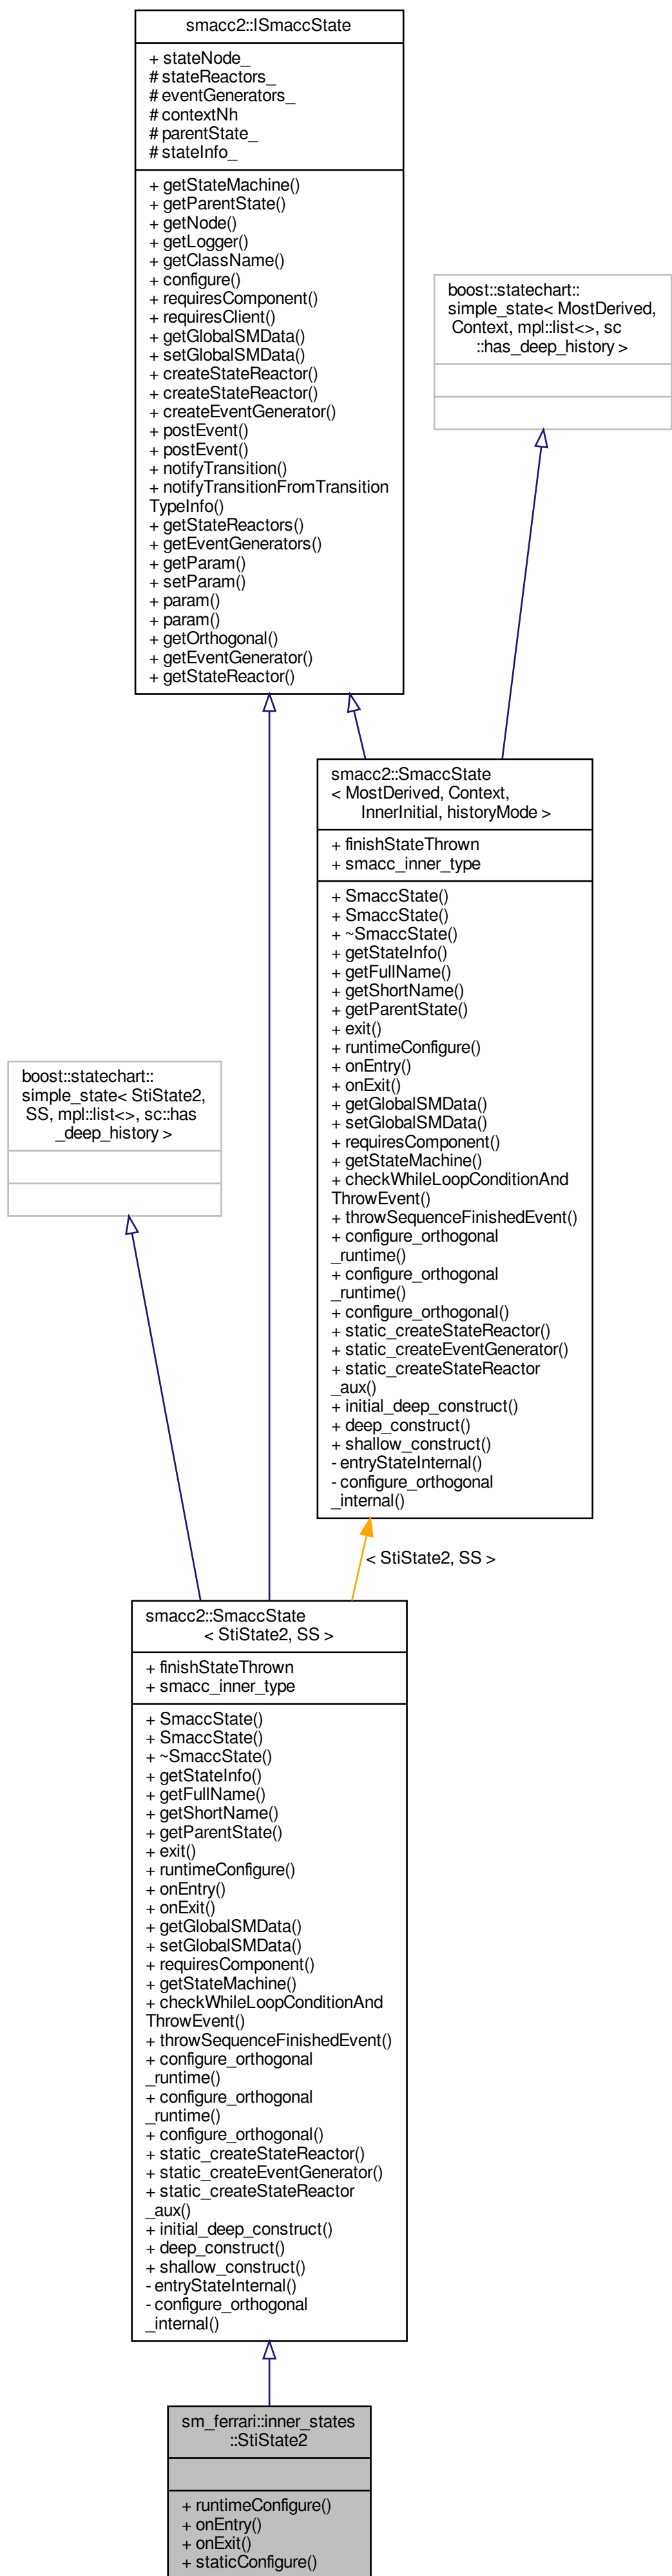 smacc2::ISmaccState
+ stateNode_
# stateReactors_
# eventGenerators_
# contextNh
# parentState_
# stateInfo_
+ getStateMachine()
+ getParentState()
+ getNode()
+ getLogger()
+ getClassName()
+ configure()
+ requiresComponent()
+ requiresClient()
+ getGlobalSMData()
+ setGlobalSMData()
+ createStateReactor()
+ createStateReactor()
+ createEventGenerator()
+ postEvent()
+ postEvent()
+ notifyTransition()
+ notifyTransitionFromTransition
TypeInfo()
+ getStateReactors()
+ getEventGenerators()
+ getParam()
+ setParam()
+ param()
+ param()
+ getOrthogonal()
+ getEventGenerator()
+ getStateReactor()
boost::statechart::
simple_state< MostDerived,
Context, mpl::list<>, sc
::has_deep_history >
smacc2::SmaccState
< MostDerived, Context,
InnerInitial, historyMode >
+ finishStateThrown
+ smacc_inner_type
+ SmaccState()
+ SmaccState()
+ ~SmaccState()
+ getStateInfo()
+ getFullName()
+ getShortName()
+ getParentState()
+ exit()
+ runtimeConfigure()
+ onEntry()
+ onExit()
+ getGlobalSMData()
+ setGlobalSMData()
+ requiresComponent()
+ getStateMachine()
+ checkWhileLoopConditionAnd
ThrowEvent()
+ throwSequenceFinishedEvent()
+ configure_orthogonal
_runtime()
+ configure_orthogonal
_runtime()
+ configure_orthogonal()
+ static_createStateReactor()
+ static_createEventGenerator()
+ static_createStateReactor
_aux()
+ initial_deep_construct()
+ deep_construct()
+ shallow_construct()
- entryStateInternal()
- configure_orthogonal
_internal()
boost::statechart::
simple_state< StiState2,
SS, mpl::list<>, sc::has
_deep_history >
< StiState2, SS >
smacc2::SmaccState
< StiState2, SS >
+ finishStateThrown
+ smacc_inner_type
+ SmaccState()
+ SmaccState()
+ ~SmaccState()
+ getStateInfo()
+ getFullName()
+ getShortName()
+ getParentState()
+ exit()
+ runtimeConfigure()
+ onEntry()
+ onExit()
+ getGlobalSMData()
+ setGlobalSMData()
+ requiresComponent()
+ getStateMachine()
+ checkWhileLoopConditionAnd
ThrowEvent()
+ throwSequenceFinishedEvent()
+ configure_orthogonal
_runtime()
+ configure_orthogonal
_runtime()
+ configure_orthogonal()
+ static_createStateReactor()
+ static_createEventGenerator()
+ static_createStateReactor
_aux()
+ initial_deep_construct()
+ deep_construct()
+ shallow_construct()
- entryStateInternal()
- configure_orthogonal
_internal()
sm_ferrari::inner_states
::StiState2
+ runtimeConfigure()
+ onEntry()
+ onExit()
+ staticConfigure()